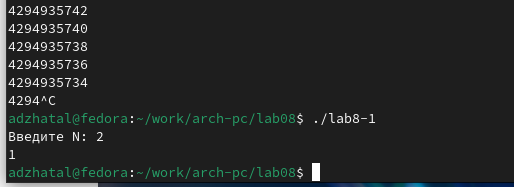 4294935742
4294935740
4294935738
4294935736
4294935734
4294^C
adzhatal@fedora:~/work/arch-pc/lab08$ ./lab8-1
Введите N: 2
1
adzhatal@fedora:~/work/arch-pc/lab08$